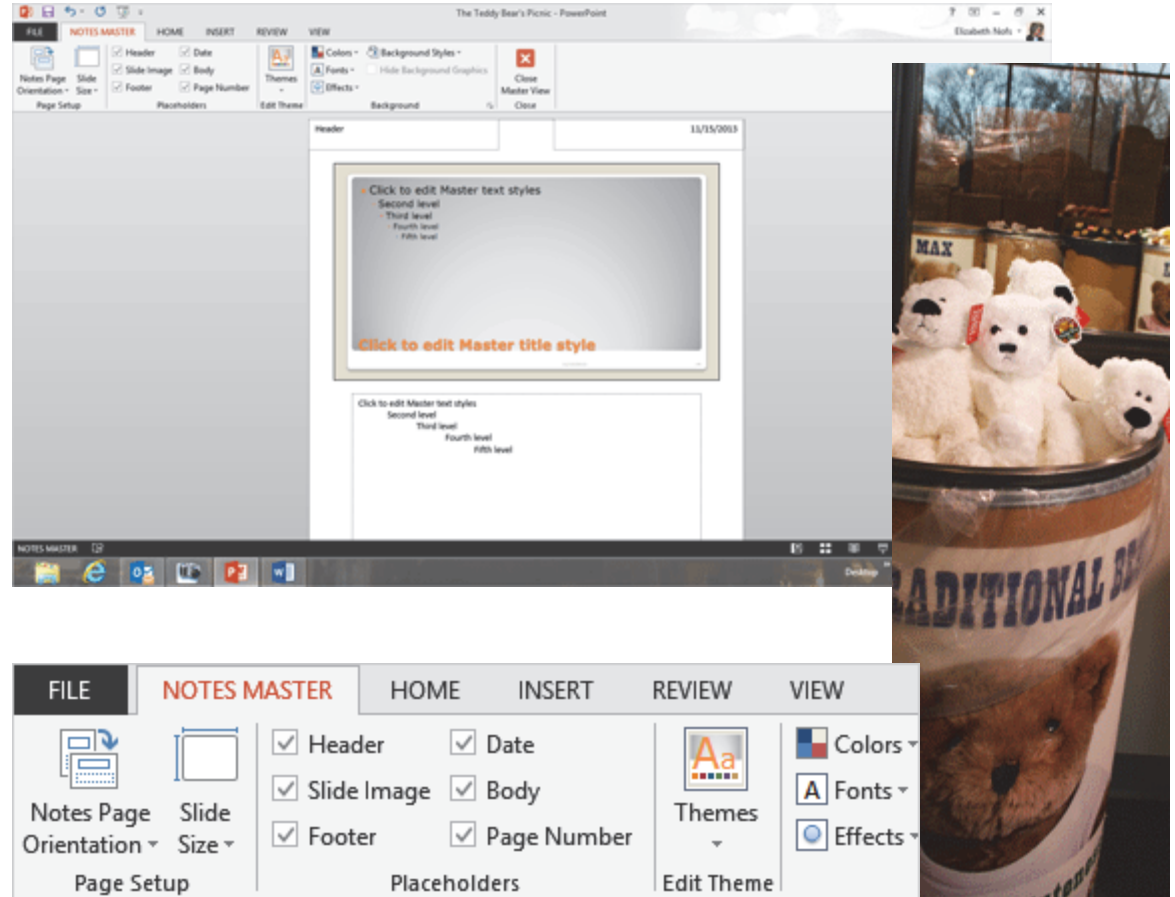 The Teddy Bear's Picnic - PowerPoint
FILE NOTES MASTER HOME INSERT REVIEW VIEW
Elizabeth Nofs
Notes Page Orientation
Slide Size
Header
Date
Slide Image
Body
Footer
Page Number
Themes
Colors
Background Styles
Fonts
Hide Background Graphics
Effects
Close Master View
Page Setup
Placeholders
Edit Theme
Background
Close
Header
11/15/2013
Click to edit Master text styles
Second level
Third level
Fourth level
Fifth level
Click to edit Master title style
Click to edit Master text styles
Second level
Third level
Fourth level
Fifth level
NOTES MASTER
Desktop
MAX
ADITIONAL
FILE NOTES MASTER HOME INSERT REVIEW VIEW
Notes Page
Orientation
Slide
Size
Header
Date
Slide Image
Body
Footer
Page Number
Aa
Themes
Colors
A Fonts
Effects
Page Setup
Placeholders
Edit Theme